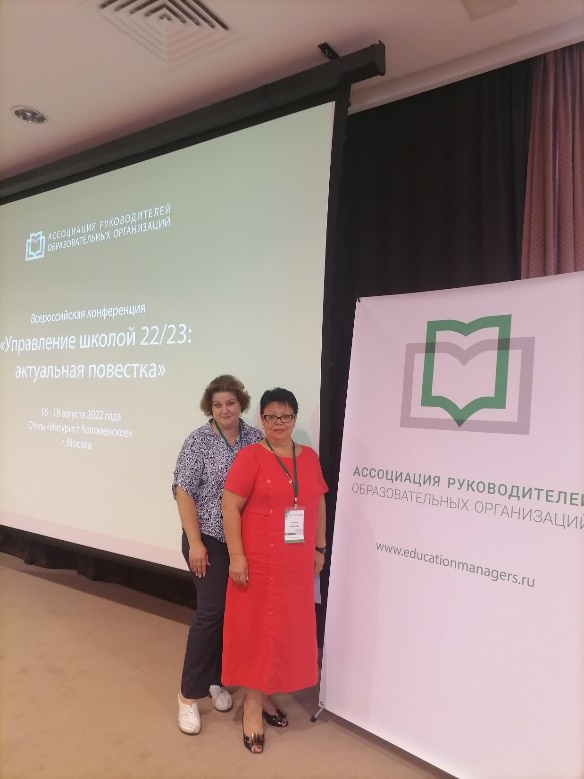 АССОЦИАЦИЯ РУКОВОДИТЕЛЕЙ
ОБРАЗОВАТЕЛЬНЫХ ОРГАНИЗАЦИЙ
Всероссийская конференция
«Управление школой 22/23:
актуальная повестка»
16–18 августа 2022 года
Отель «Интурист Коломенское»
г. Москва
АССОЦИАЦИЯ РУКОВОДИТЕЛЕЙ
ОБРАЗОВАТЕЛЬНЫХ ОРГАНИЗАЦИЙ
www.educationmanagers.ru